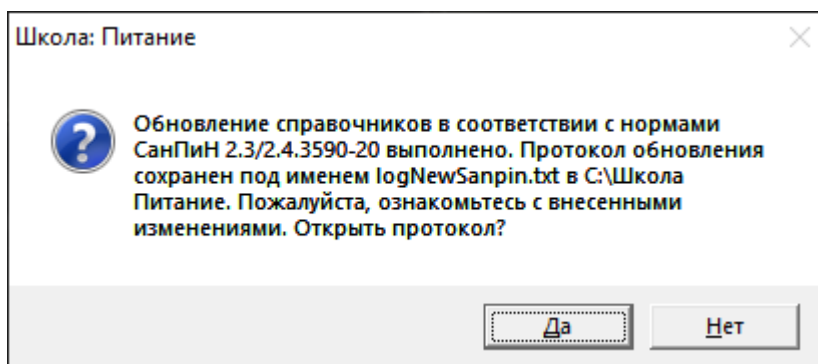 Школа: Питание
Обновление справочников в соответствии с нормами
СанПиН 2.3/2.4.3590-20 выполнено. Протокол обновления
сохранен под именем logNewSanpin.txt в C:\Школа
Питание. Пожалуйста, ознакомьтесь с внесенными
изменениями. Открыть протокол?
Да
Нет